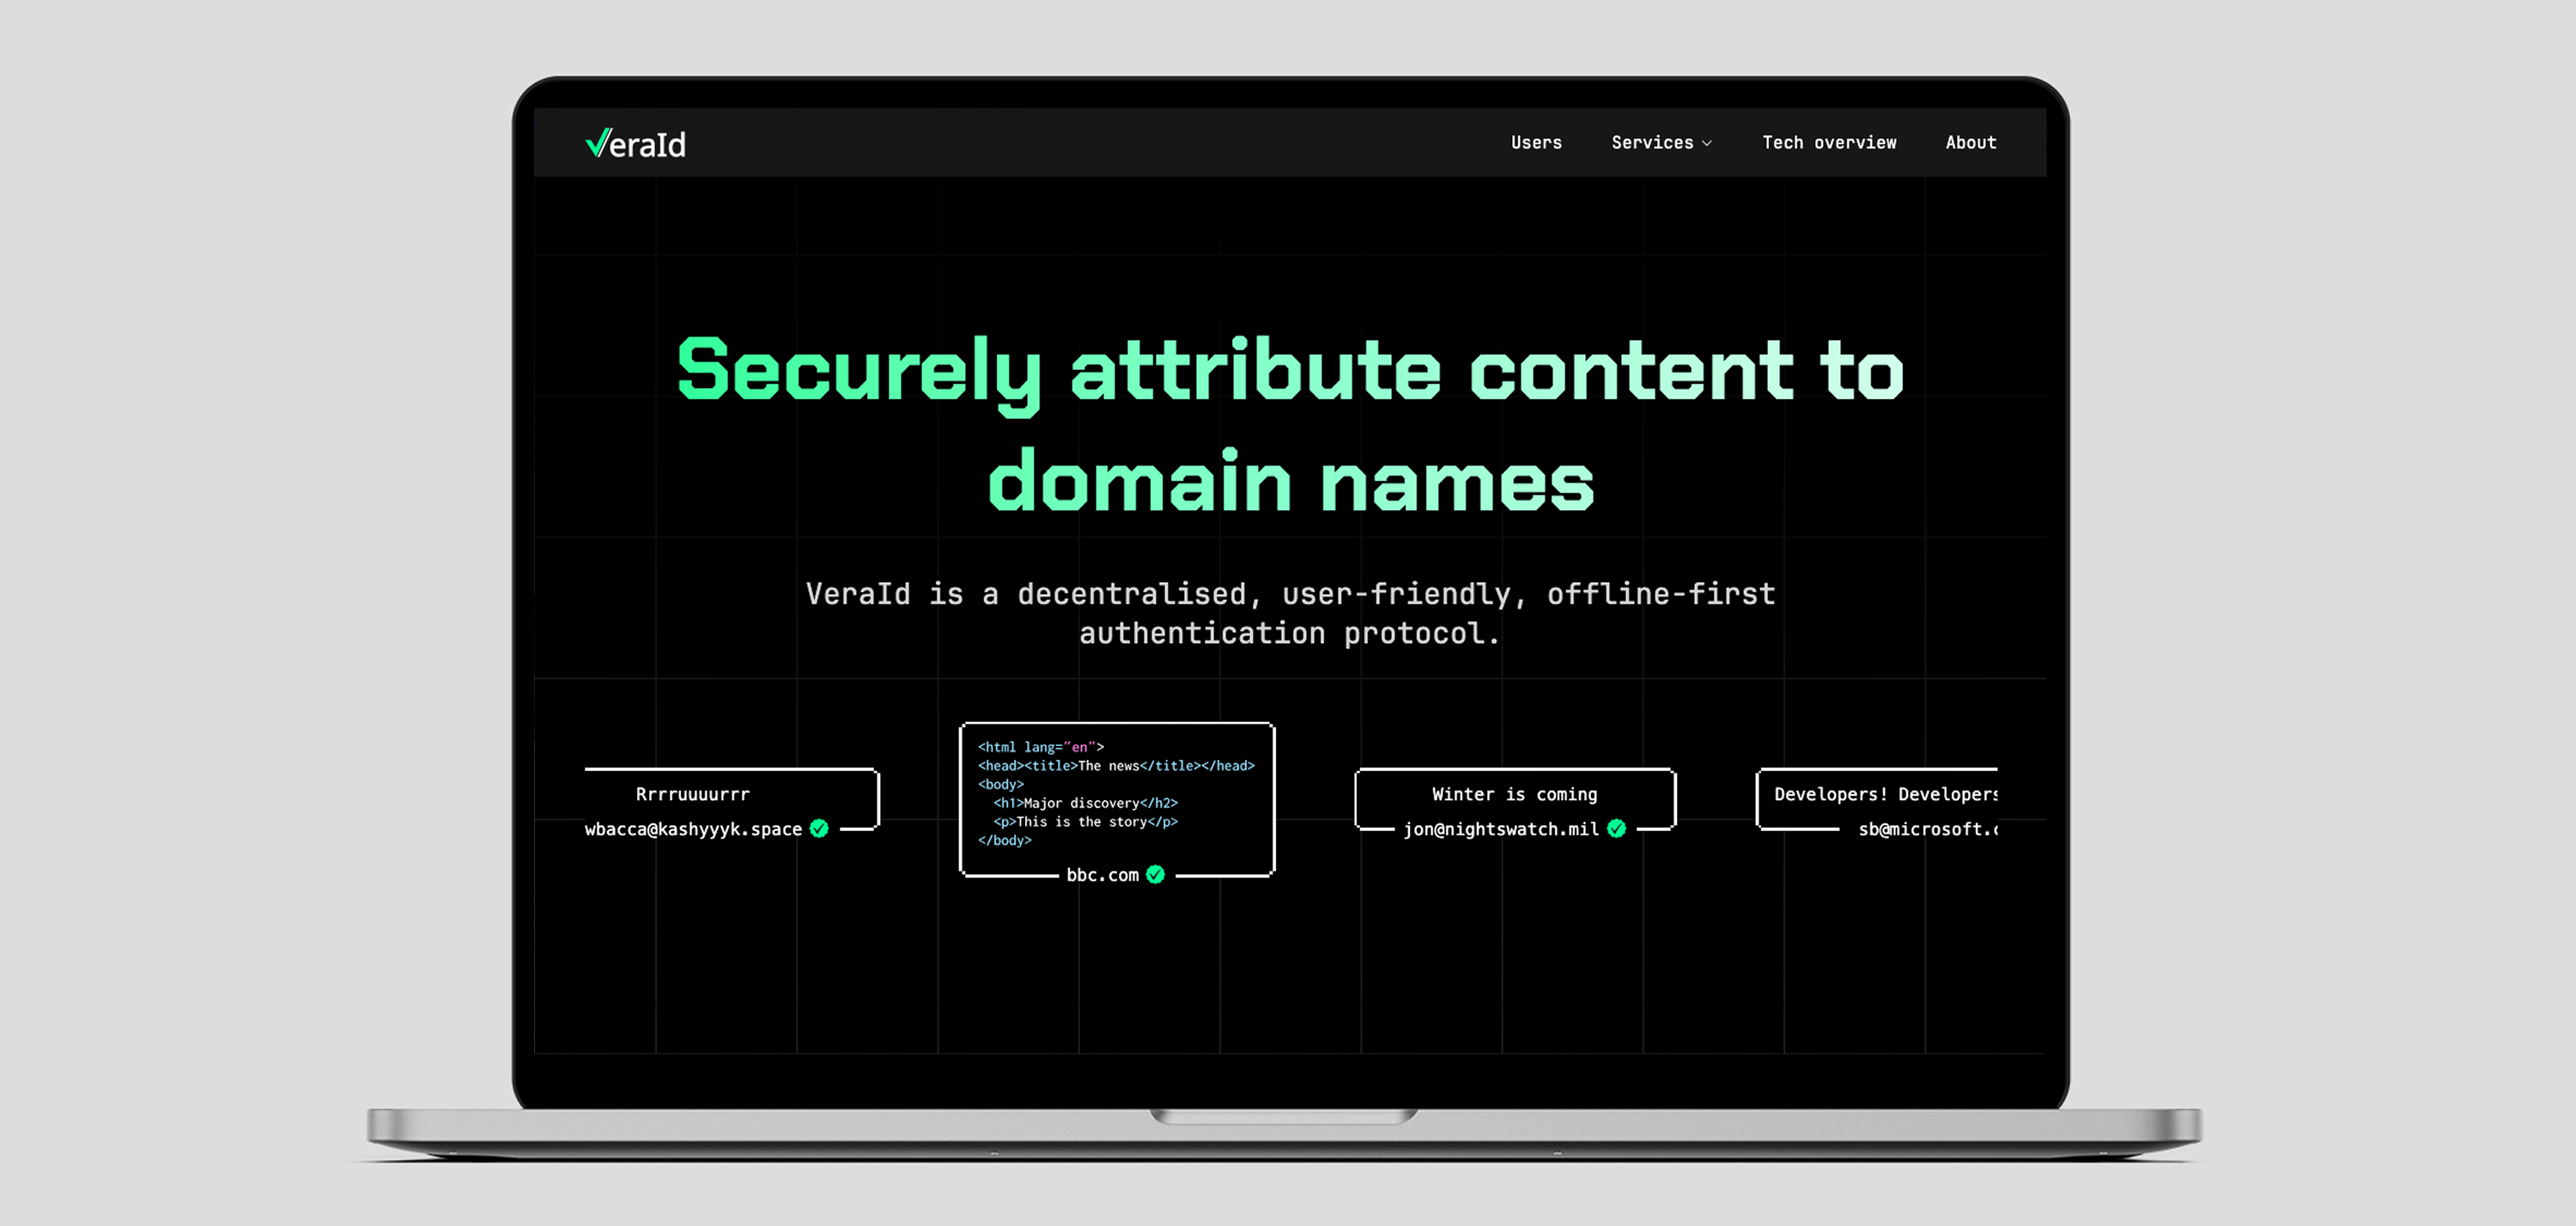 VeraId
Users Services Tech overview About
Securely attribute content to
domain names
VeraId is a decentralised, user-friendly, offline-first
authentication protocol.
Rrrruuuurrr
wbacca@kashyyyk.space
<html lang="en">
<head><title>The news</title></head>
<body>
<h1>Major discovery</h2>
<p>This is the story</p>
</body>
bbc.com
Winter is coming
jon@nightswatch.mil
Developers! Developers
sb@microsoft.c